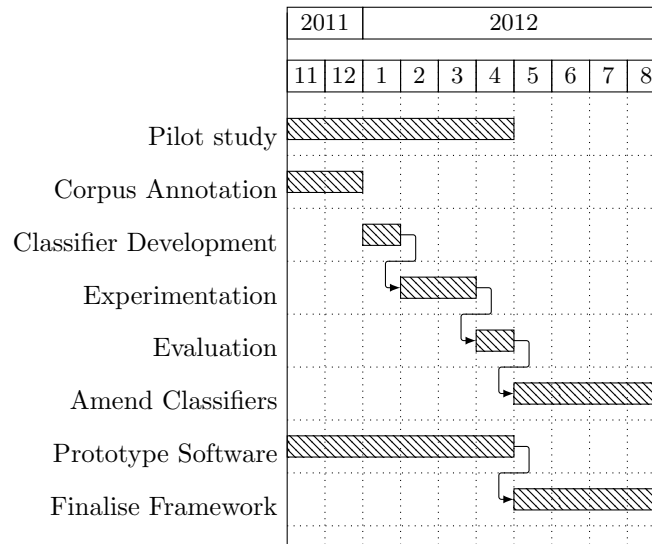 2011 2012
11 12 1 2 3 4 5 6 7 8
Pilot study
Corpus Annotation
Classifier Development
Experimentation
Evaluation
Amend Classifiers
Prototype Software
Finalise Framework